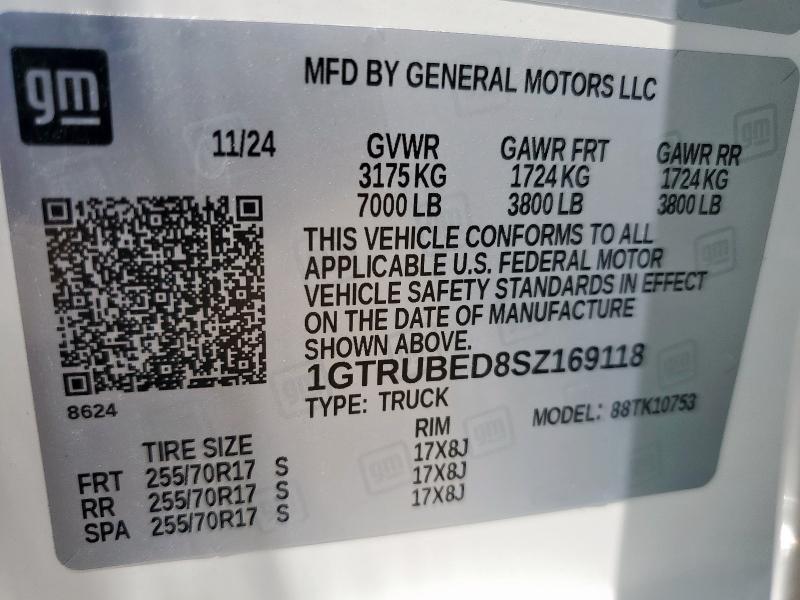 gm
MFD BY GENERAL MOTORS LLC
11/24 GVWR GAWR FRT GAWR RR
3175 KG 1724 KG 1724 KG
7000 LB 3800 LB 3800 LB
THIS VEHICLE CONFORMS TO ALL
APPLICABLE U.S. FEDERAL MOTOR
VEHICLE SAFETY STANDARDS IN EFFECT
ON THE DATE OF MANUFACTURE
SHOWN ABOVE.
1GTRUBED8SZ169118
8624
TYPE: TRUCK MODEL: 88TK10753
TIRE SIZE RIM
FRT 255/70R17 S 17X8J
RR 255/70R17 S 17X8J
SPA 255/70R17 S 17X8J